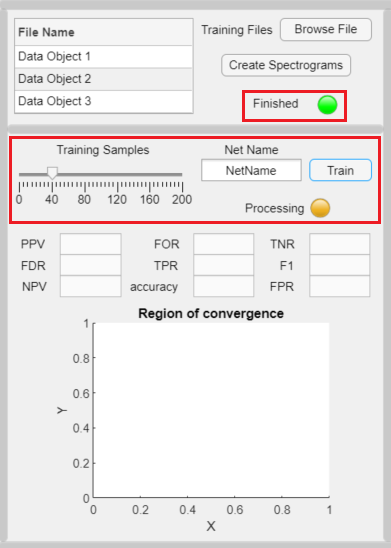 File Name
Training Files
Browse File
Data Object 1
Data Object 2
Data Object 3
Create Spectrograms
Finished
Training Samples
Net Name
0 40 80 120 160 200
NetName
Train
Processing
PPV FOR TNR
FDR TPR F1
NPV accuracy FPR
Region of convergence
1
0.8
0.6
0.4
0.2
0
Y
0 0.2 0.4 0.6 0.8 1
X